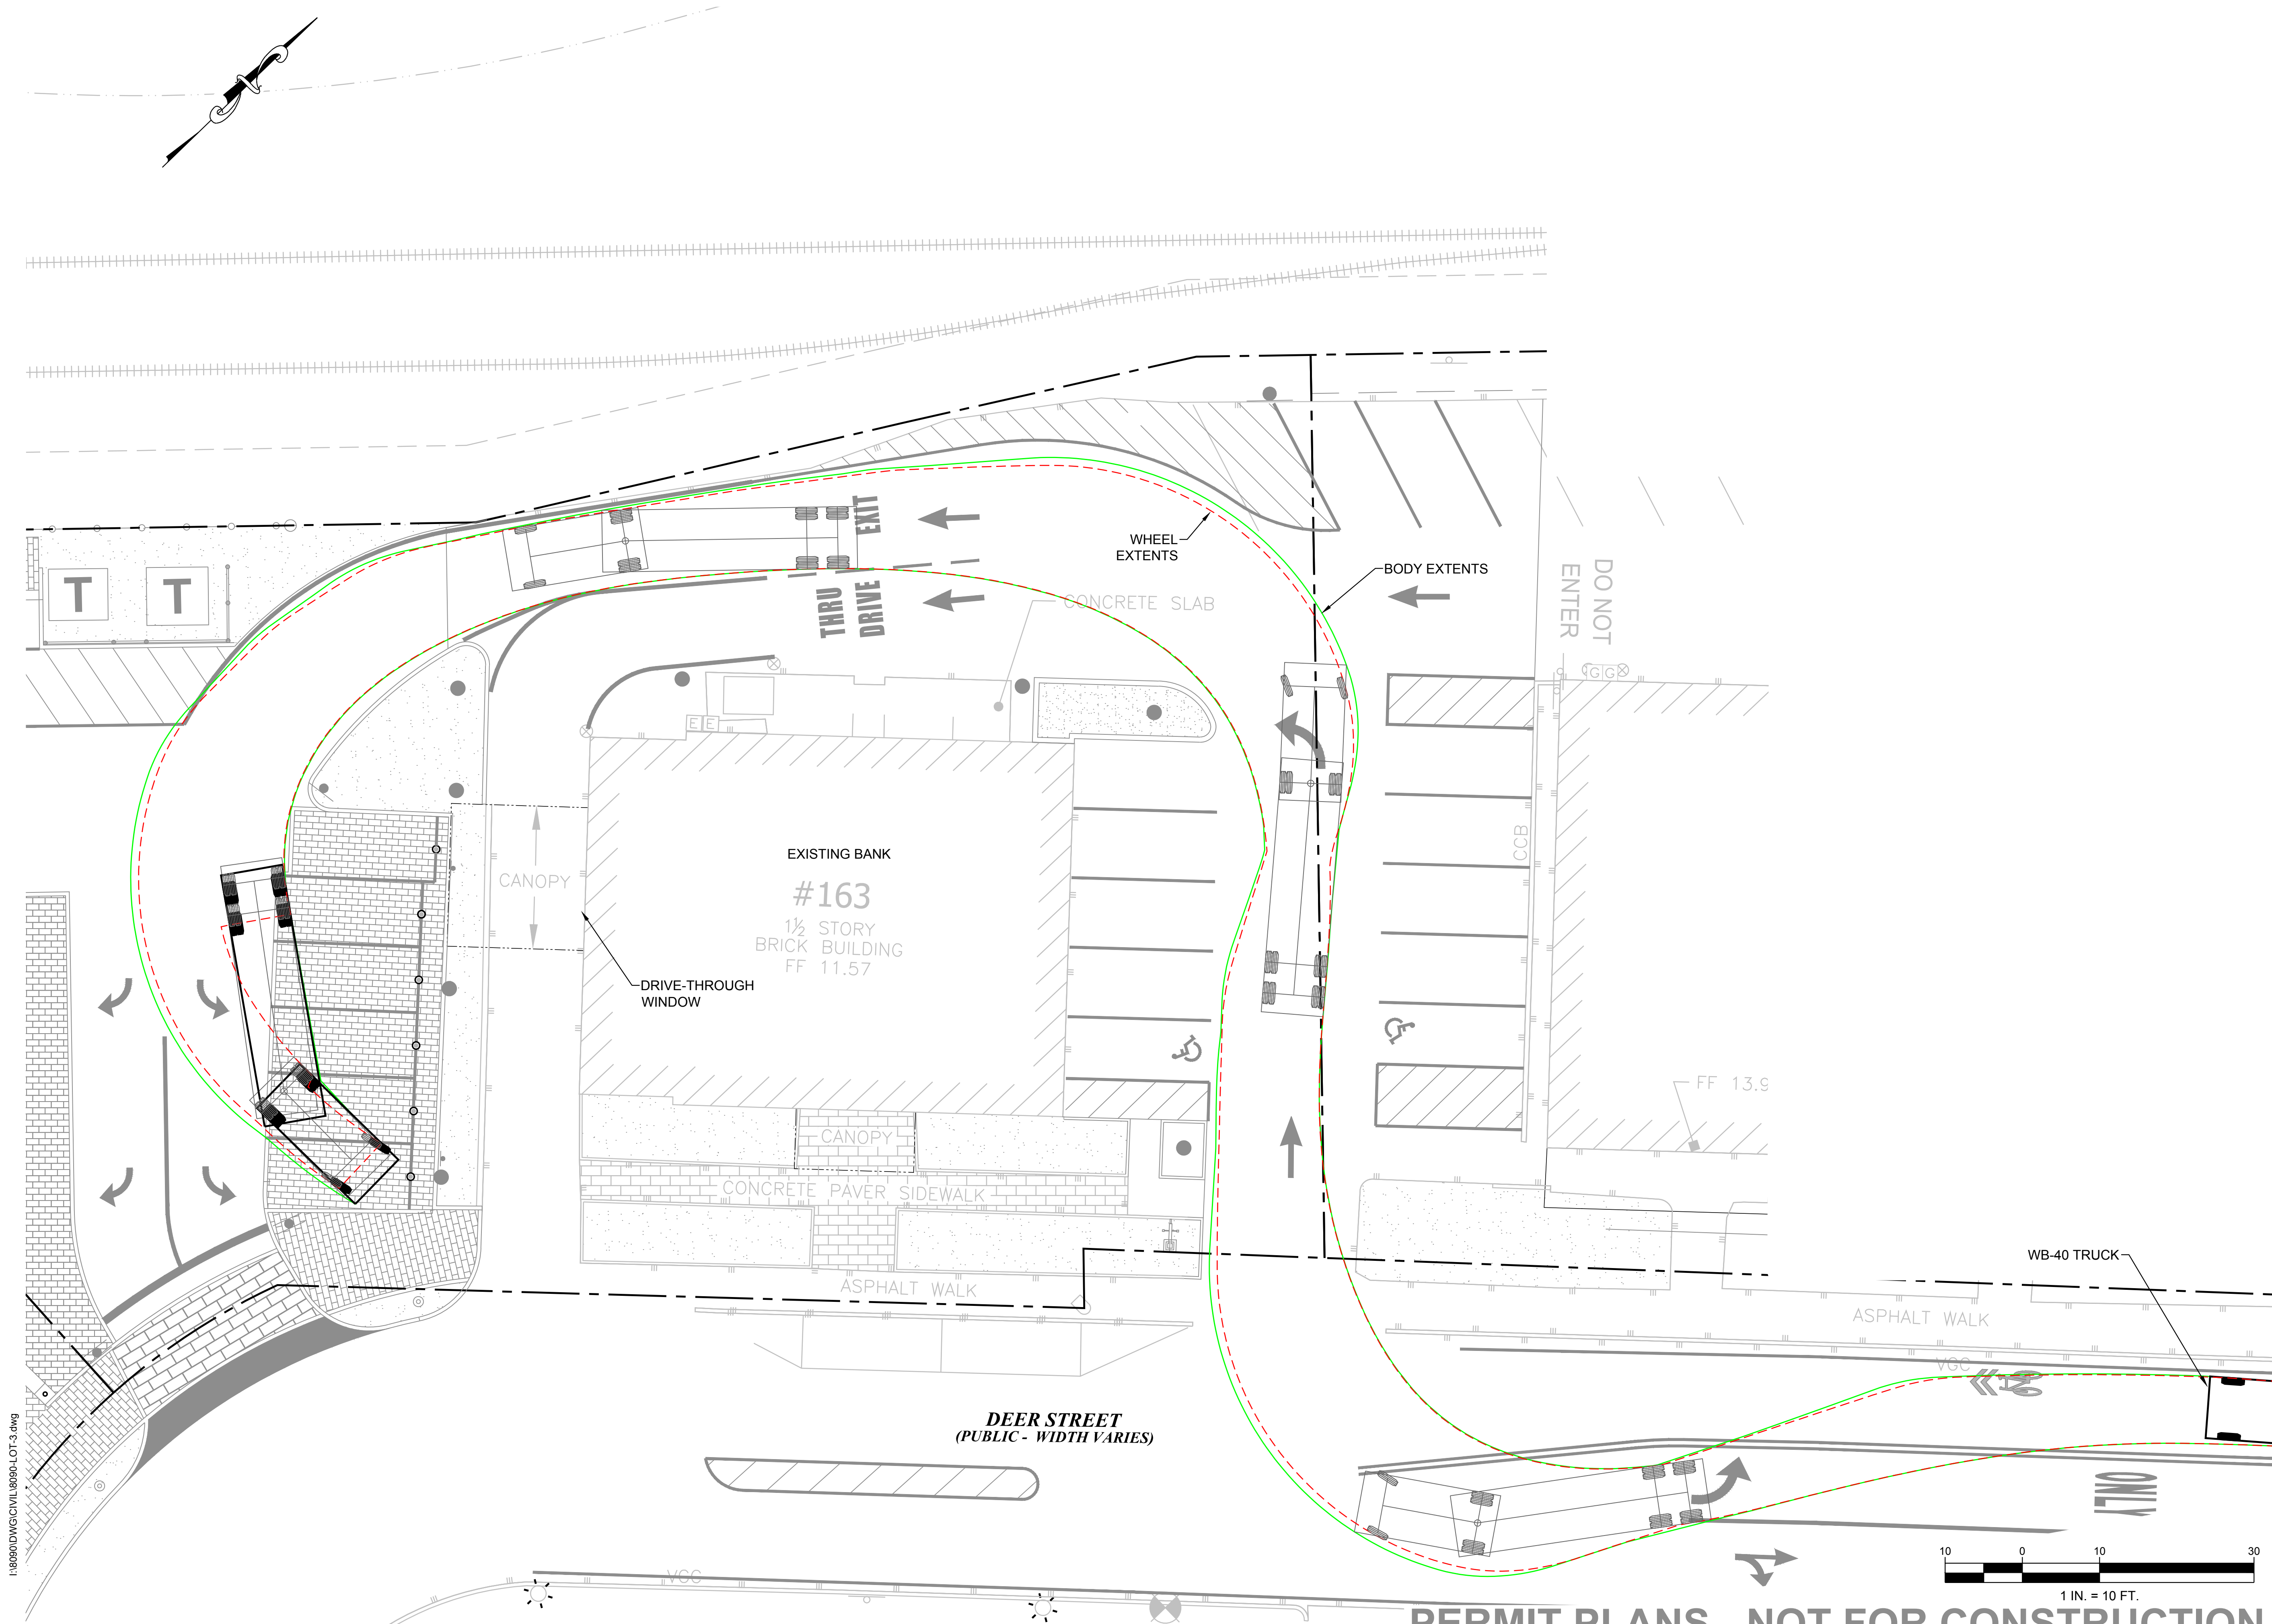 EXIT
THRU
DRIVE
WHEEL
EXTENTS
BODY EXTENTS
DO NOT
ENTER
CONCRETE SLAB
T
T
G
G
E
E
CCB
CANOPY
EXISTING BANK
#163
1½ STORY
BRICK BUILDING
FF 11.57
DRIVE-THROUGH
WINDOW
FF 13.9
CANOPY
CONCRETE PAVER SIDEWALK
ASPHALT WALK
WB-40 TRUCK
ASPHALT WALK
VGC
DEER STREET
(PUBLIC - WIDTH VARIES)
ONLY
VGC
10 0 10 30
1 IN. = 10 FT.
PERMIT PLANS - NOT FOR CONSTRUCTION
I:\8090\DWG\CIVIL\8090-LOT-3.dwg